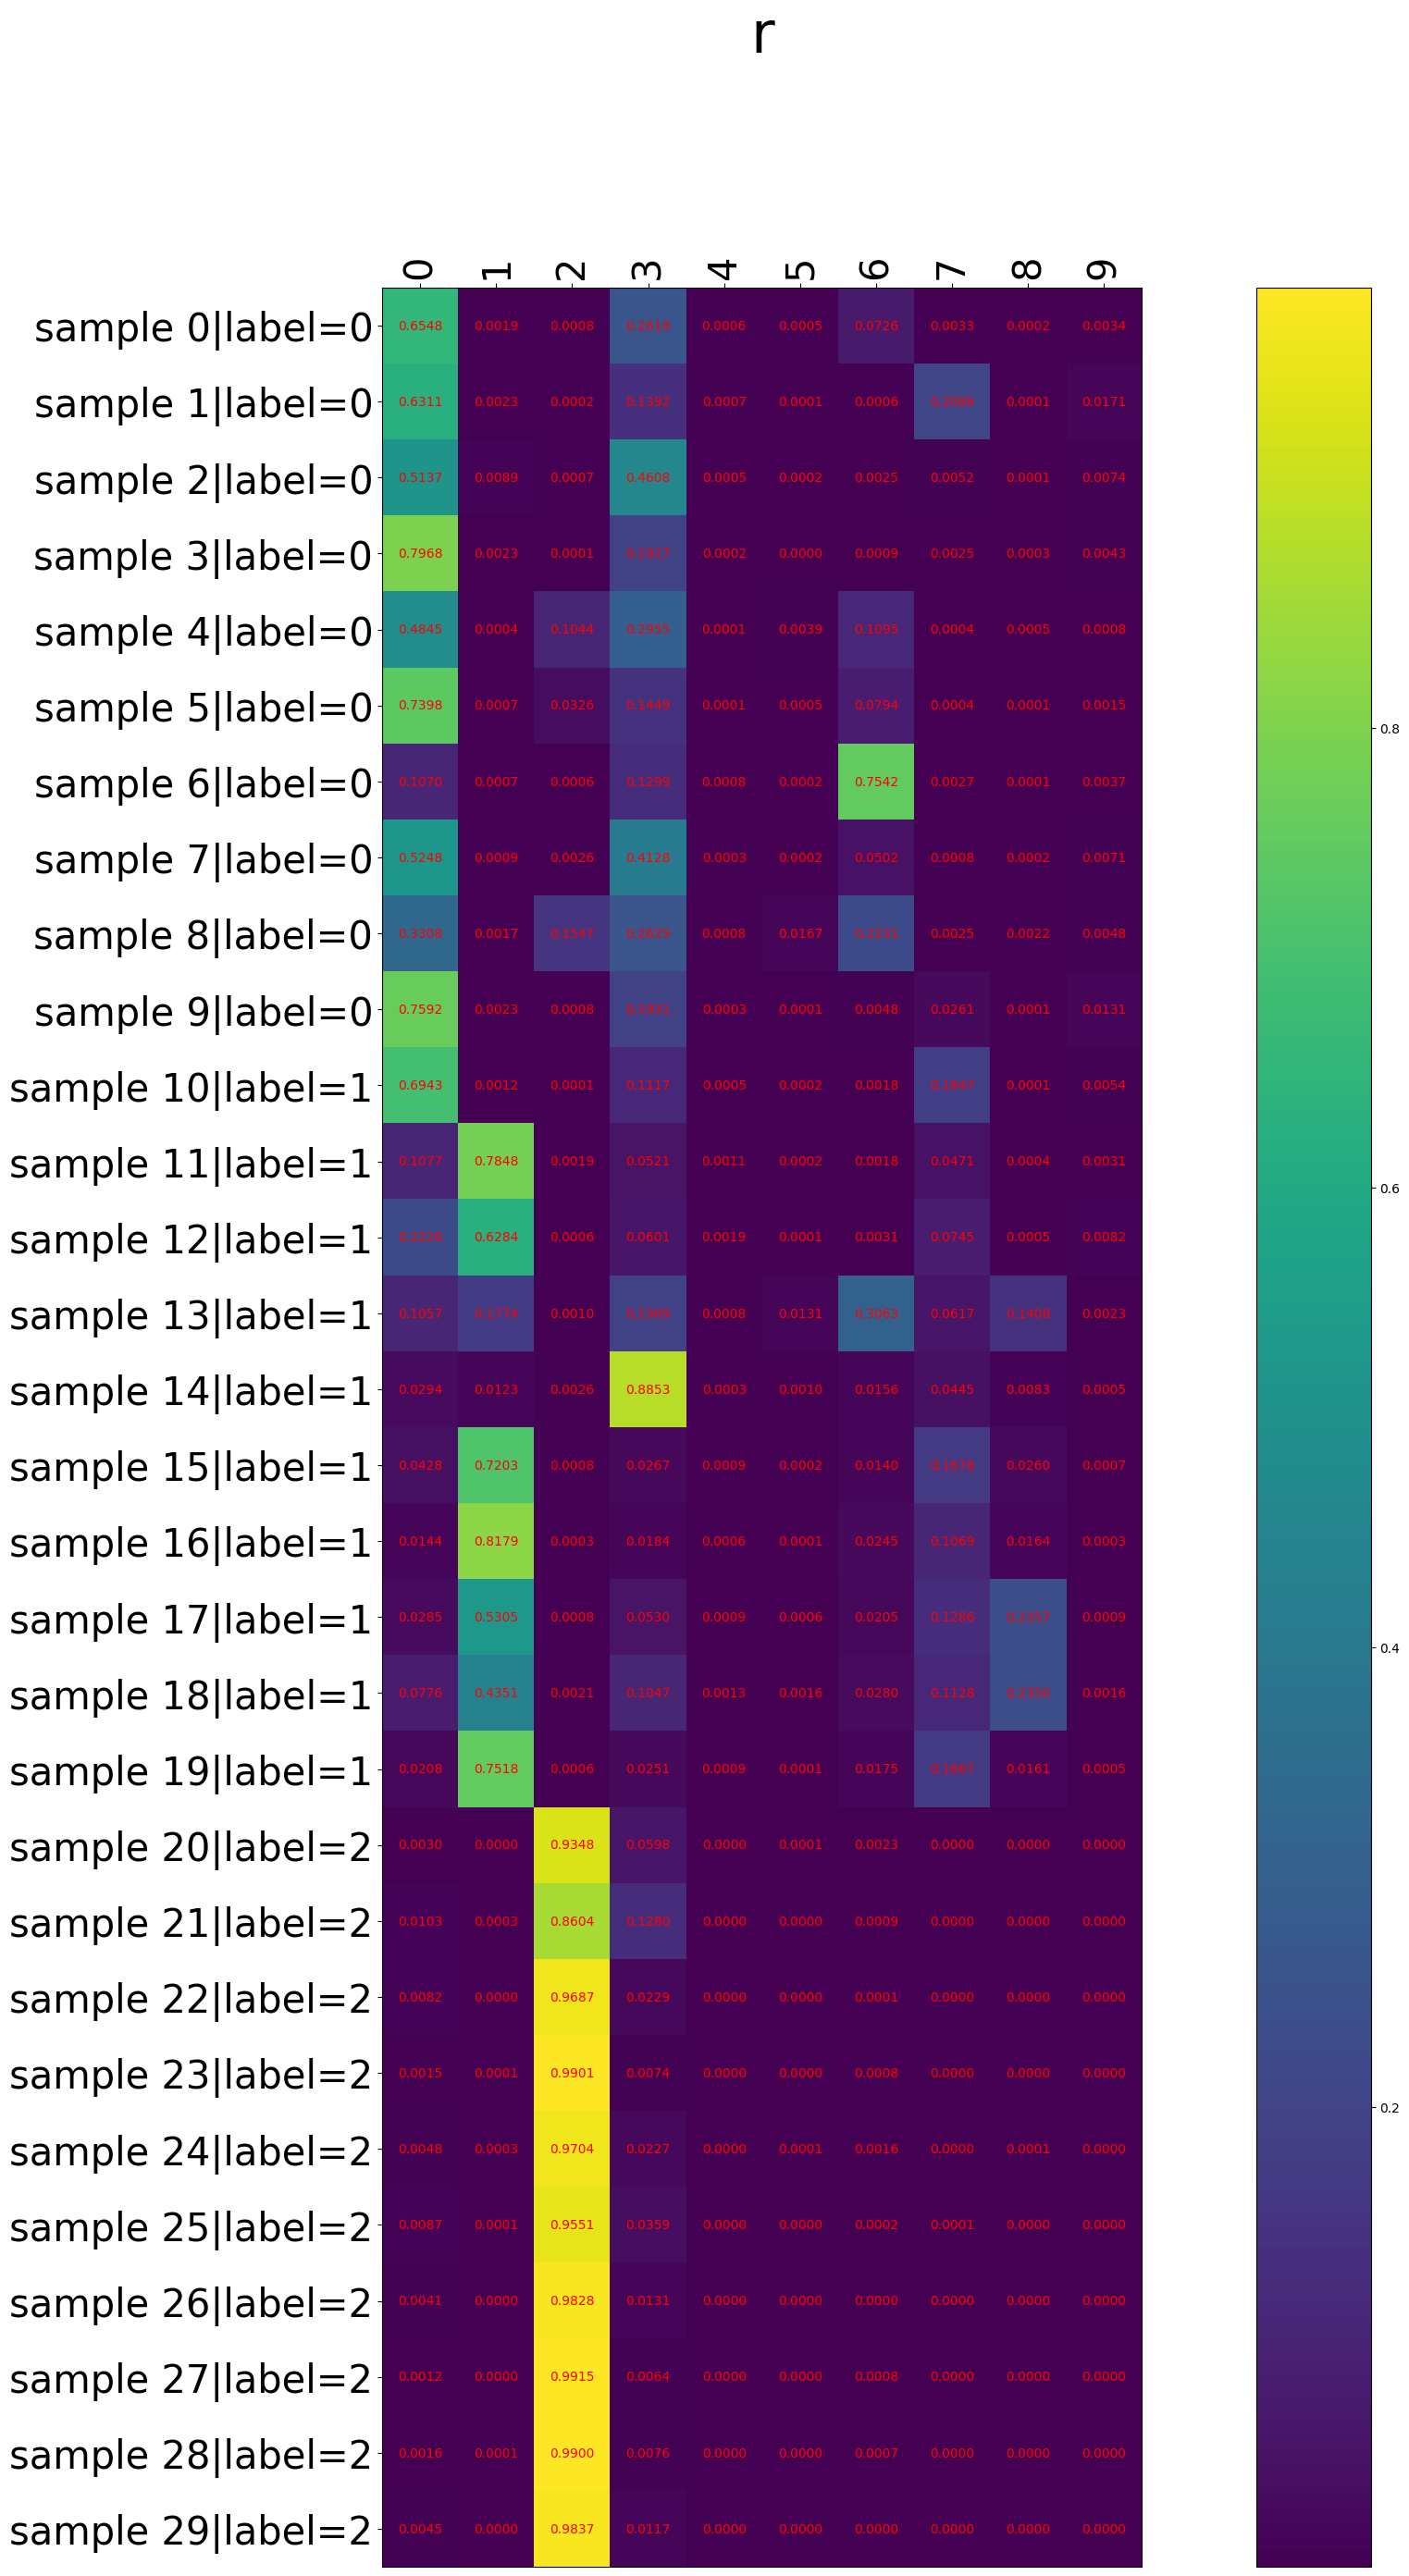 r
0 1 2 3 4 5 6 7 8 9
sample 0|label=0 0.6548 0.0019 0.0008 0.0006 0.0005 0.0726 0.0033 0.0002 0.0034
sample 1|label=0 0.6311 0.0023 0.0002 0.1392 0.0007 0.0001 0.0006 0.0001 0.0171
sample 2|label=0 0.5137 0.0089 0.0007 0.4608 0.0005 0.0002 0.0025 0.0052 0.0001 0.0074
sample 3|label=0 0.7968 0.0023 0.0001 0.0002 0.0000 0.0009 0.0025 0.0003 0.0043
sample 4|label=0 0.4845 0.0004 0.1044 0.2955 0.0001 0.0039 0.1095 0.0004 0.0005 0.0008
sample 5|label=0 0.7398 0.0007 0.0326 0.1449 0.0001 0.0005 0.0794 0.0004 0.0001 0.0015
0.8
sample 6|label=0 0.1070 0.0007 0.0006 0.1299 0.0008 0.0002 0.7542 0.0027 0.0001 0.0037
sample 7|label=0 0.5248 0.0009 0.0026 0.4128 0.0003 0.0002 0.0502 0.0008 0.0002 0.0071
sample 8|label=0 0.3308 0.0017 0.1547 0.0008 0.0167 0.0025 0.0022 0.0048
sample 9|label=0 0.7592 0.0023 0.0008 0.0003 0.0001 0.0048 0.0261 0.0001 0.0131
sample 10|label=1 0.6943 0.0012 0.0001 0.1117 0.0005 0.0002 0.0018 0.0001 0.0054
sample 11|label=1 0.1077 0.7848 0.0019 0.0521 0.0011 0.0002 0.0018 0.0471 0.0004 0.0031
0.6
sample 12|label=1 0.6284 0.0006 0.0601 0.0019 0.0001 0.0031 0.0745 0.0005 0.0082
sample 13|label=1 0.1057 0.1774 0.0010 0.0008 0.0131 0.3063 0.0617 0.1408 0.0023
sample 14|label=1 0.0294 0.0123 0.0026 0.8853 0.0003 0.0010 0.0156 0.0445 0.0083 0.0005
sample 15|label=1 0.0428 0.7203 0.0008 0.0267 0.0009 0.0002 0.0140 0.0260 0.0007
sample 16|label=1 0.0144 0.8179 0.0003 0.0184 0.0006 0.0001 0.0245 0.1069 0.0164 0.0003
sample 17|label=1 0.0285 0.5305 0.0008 0.0530 0.0009 0.0006 0.0205 0.1286 0.0009
0.4
sample 18|label=1 0.0776 0.4351 0.0021 0.1047 0.0013 0.0016 0.0280 0.1128 0.0016
sample 19|label=1 0.0208 0.7518 0.0006 0.0251 0.0009 0.0001 0.0175 0.0161 0.0005
sample 20|label=2 0.0030 0.0000 0.9348 0.0598 0.0000 0.0001 0.0023 0.0000 0.0000 0.0000
sample 21|label=2 0.0103 0.0003 0.8604 0.1280 0.0000 0.0000 0.0009 0.0000 0.0000 0.0000
sample 22|label=2 0.0082 0.0000 0.9687 0.0229 0.0000 0.0000 0.0001 0.0000 0.0000 0.0000
sample 23|label=2 0.0015 0.0001 0.9901 0.0074 0.0000 0.0000 0.0008 0.0000 0.0000 0.0000
0.2
sample 24|label=2 0.0048 0.0003 0.9704 0.0227 0.0000 0.0001 0.0016 0.0000 0.0001 0.0000
sample 25|label=2 0.0087 0.0001 0.9551 0.0359 0.0000 0.0000 0.0002 0.0001 0.0000 0.0000
sample 26|label=2 0.0041 0.0000 0.9828 0.0131 0.0000 0.0000 0.0000 0.0000 0.0000 0.0000
sample 27|label=2 0.0012 0.0000 0.9915 0.0064 0.0000 0.0000 0.0008 0.0000 0.0000 0.0000
sample 28|label=2 0.0016 0.0001 0.9900 0.0076 0.0000 0.0000 0.0007 0.0000 0.0000 0.0000
sample 29|label=2 0.0045 0.0000 0.9837 0.0117 0.0000 0.0000 0.0000 0.0000 0.0000 0.0000